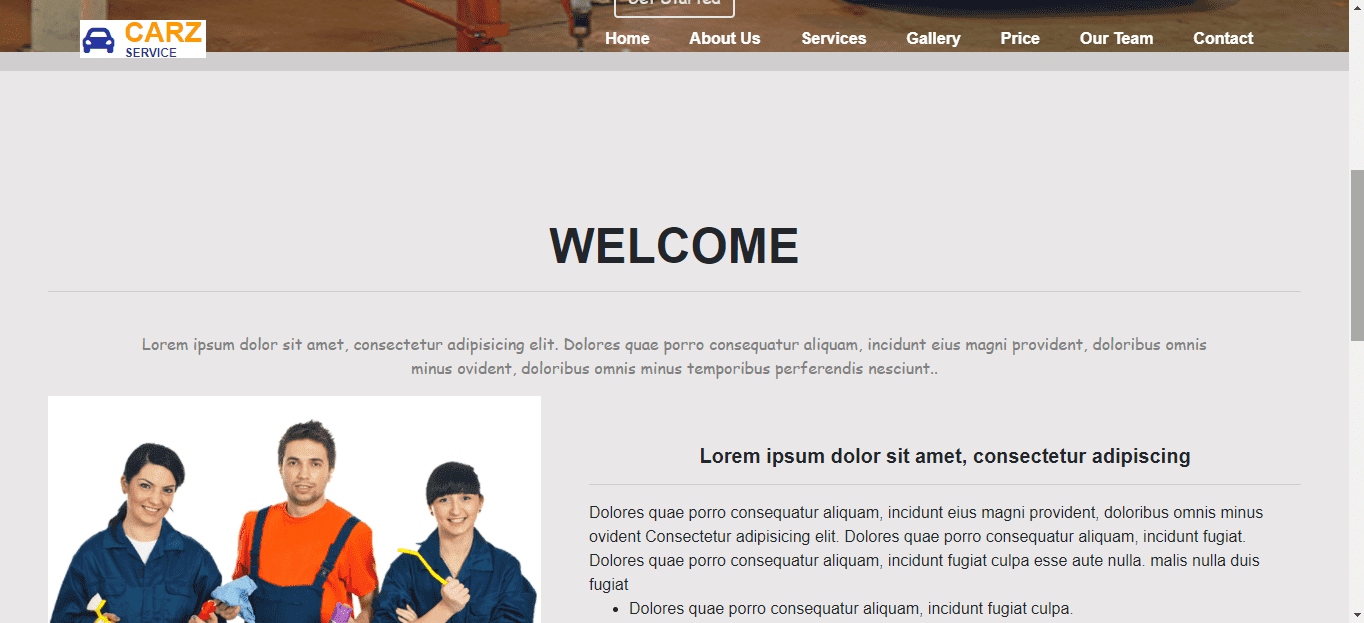 Get Started
CARZ
SERVICE
Home About Us Services Gallery Price Our Team Contact
WELCOME
Lorem ipsum dolor sit amet, consectetur adipisicing elit. Dolores quae porro consequatur aliquam, incidunt eius magni provident, doloribus omnis
minus ovident, doloribus omnis minus temporibus perferendis nesciunt..
Lorem ipsum dolor sit amet, consectetur adipiscing
Dolores quae porro consequatur aliquam, incidunt eius magni provident, doloribus omnis minus
ovident Consectetur adipisicing elit. Dolores quae porro consequatur aliquam, incidunt fugiat.
Dolores quae porro consequatur aliquam, incidunt fugiat culpa esse aute nulla. malis nulla duis
fugiat
• Dolores quae porro consequatur aliquam, incidunt fugiat culpa.